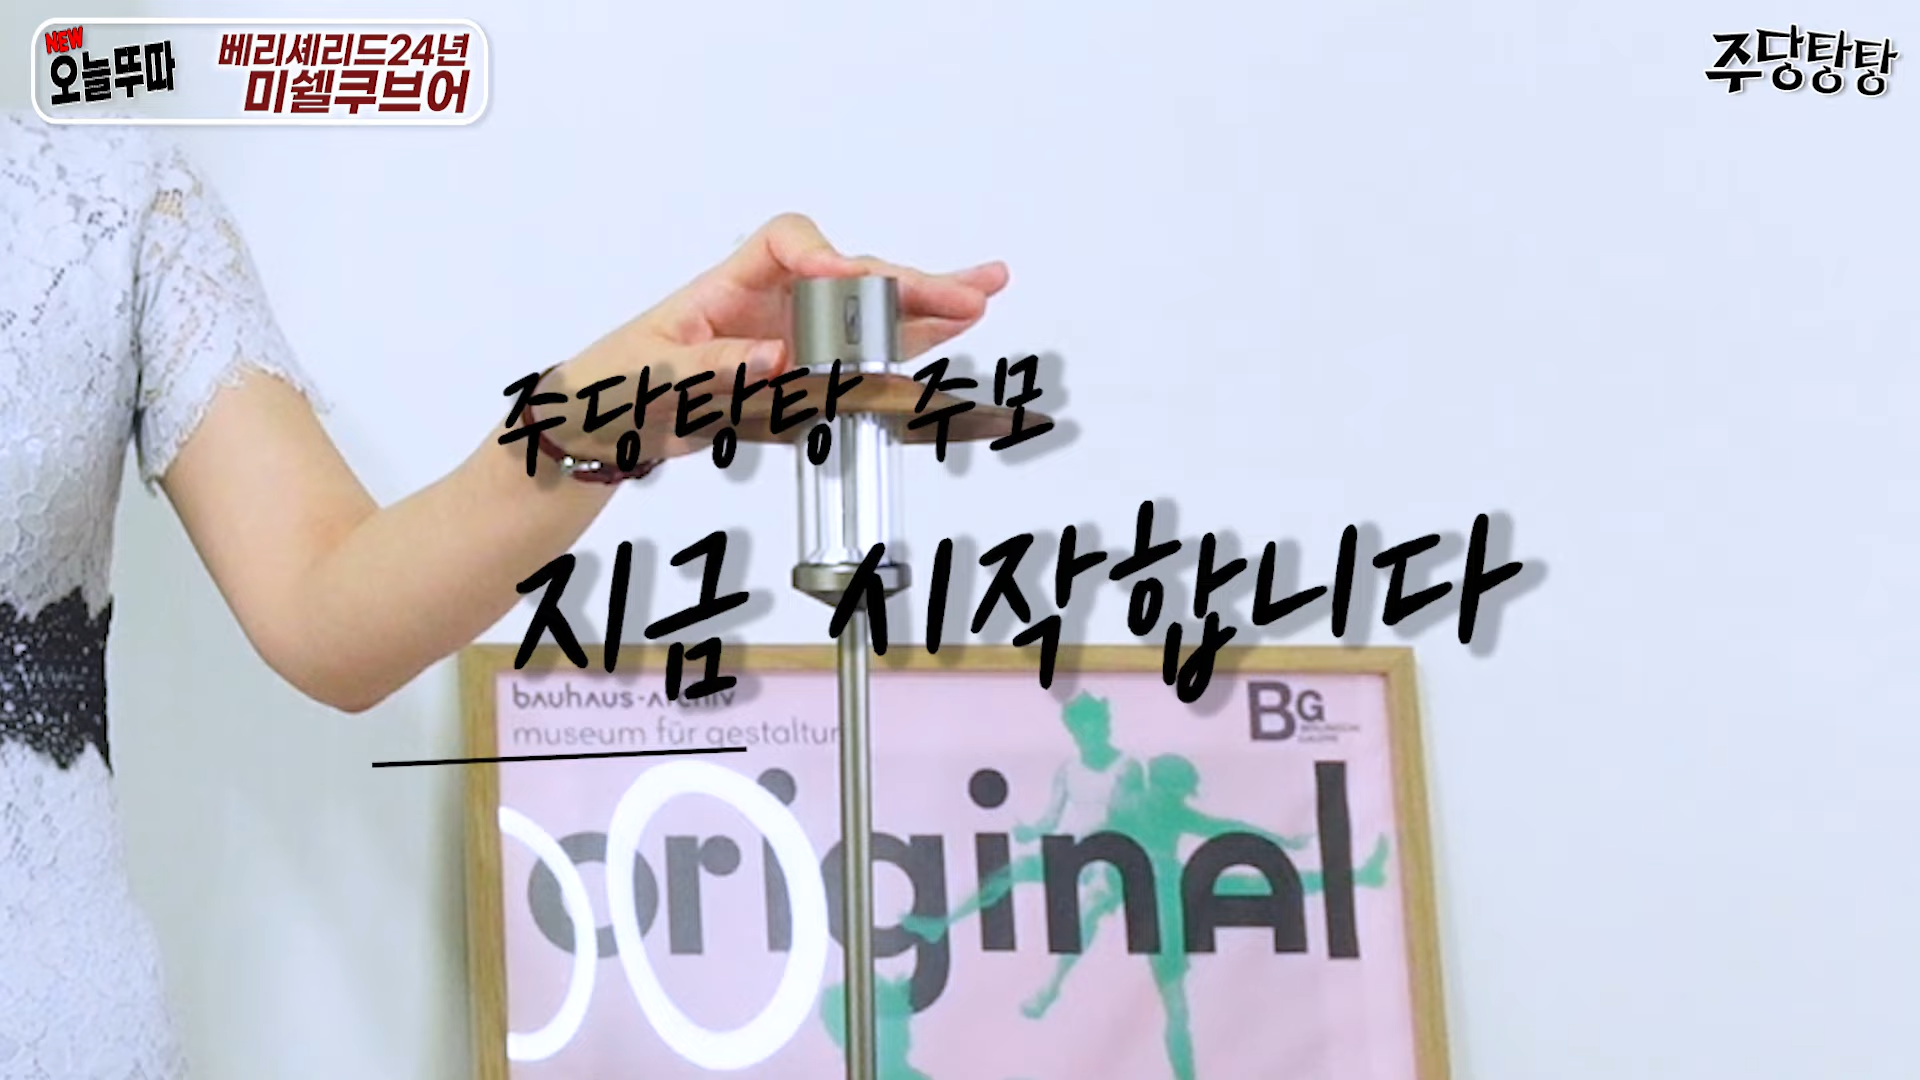 NEW
오늘뚜따
베리셰리드24년
미쉘쿠브어
주당탕탕
주당탕탕 주모
지금 시작합니다
bauhaus-Archiv
museum für gestaltun
BG
original